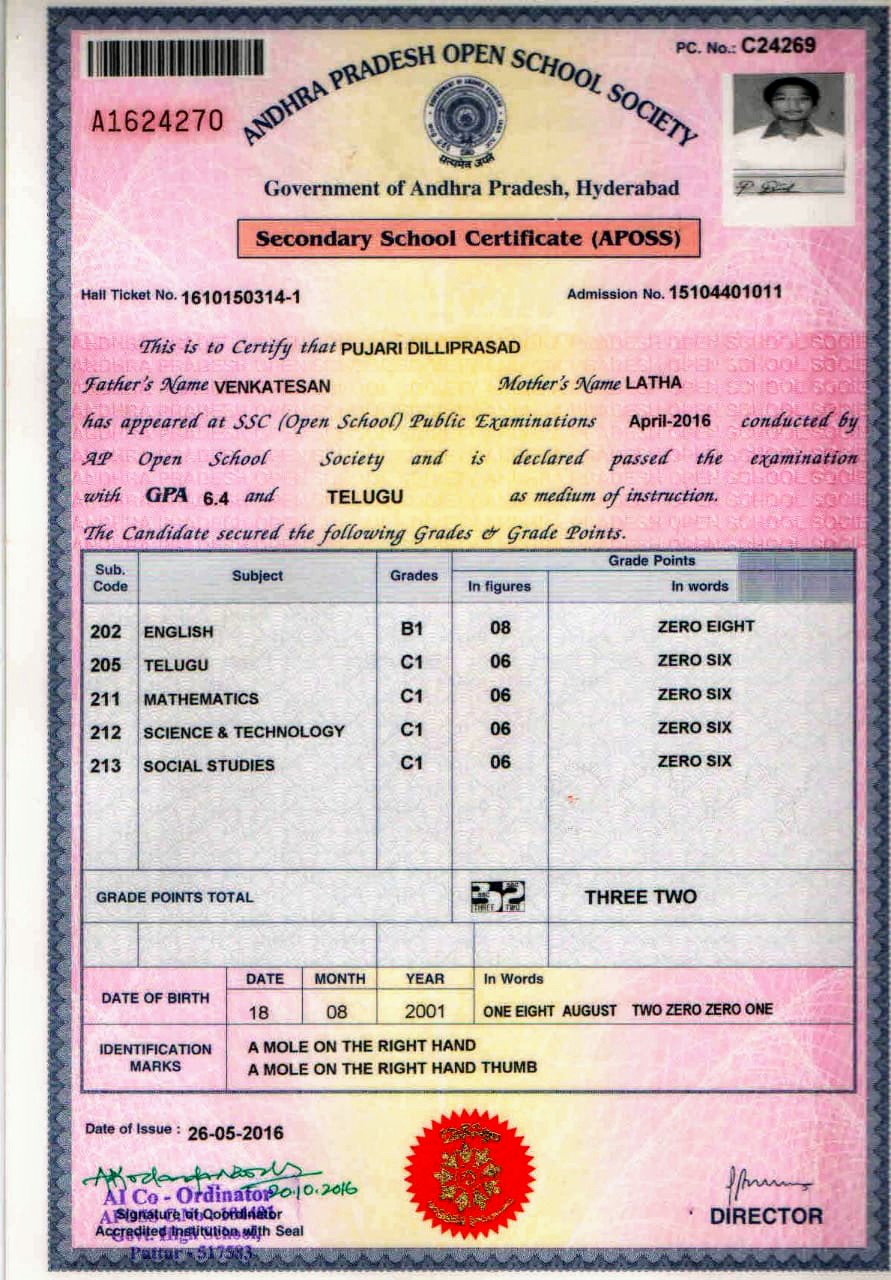 PC. No.: C24269
ANDHRA PRADESH OPEN SCHOOL SOCIETY
A1624270
सत्यमेव जयते
Government of Andhra Pradesh, Hyderabad
Secondary School Certificate (APOSS)
Hall Ticket No. 1610150314-1 Admission No. 15104401011
This is to Certify that PUJARI DILLIPRASAD
Father's Name VENKATESAN Mother's Name LATHA
has appeared at SSC (Open School) Public Examinations April-2016 conducted by
AP Open School Society and is declared passed the examination
with GPA 6.4 and TELUGU as medium of instruction.
The Candidate secured the following Grades & Grade Points.
Sub. Code Subject Grades Grade Points
In figures In words
202 ENGLISH B1 08 ZERO EIGHT
205 TELUGU C1 06 ZERO SIX
211 MATHEMATICS C1 06 ZERO SIX
212 SCIENCE & TECHNOLOGY C1 06 ZERO SIX
213 SOCIAL STUDIES C1 06 ZERO SIX
GRADE POINTS TOTAL 32 THREE TWO THREE TWO
DATE OF BIRTH DATE MONTH YEAR In Words
18 08 2001 ONE EIGHT AUGUST TWO ZERO ZERO ONE
IDENTIFICATION MARKS A MOLE ON THE RIGHT HAND
A MOLE ON THE RIGHT HAND THUMB
Date of Issue : 26-05-2016
20.10.2016
AI Co - Ordinator
Signature of Coordinator
Accredited Institution with Seal
Govt. High School,
Puttur - 517583
DIRECTOR